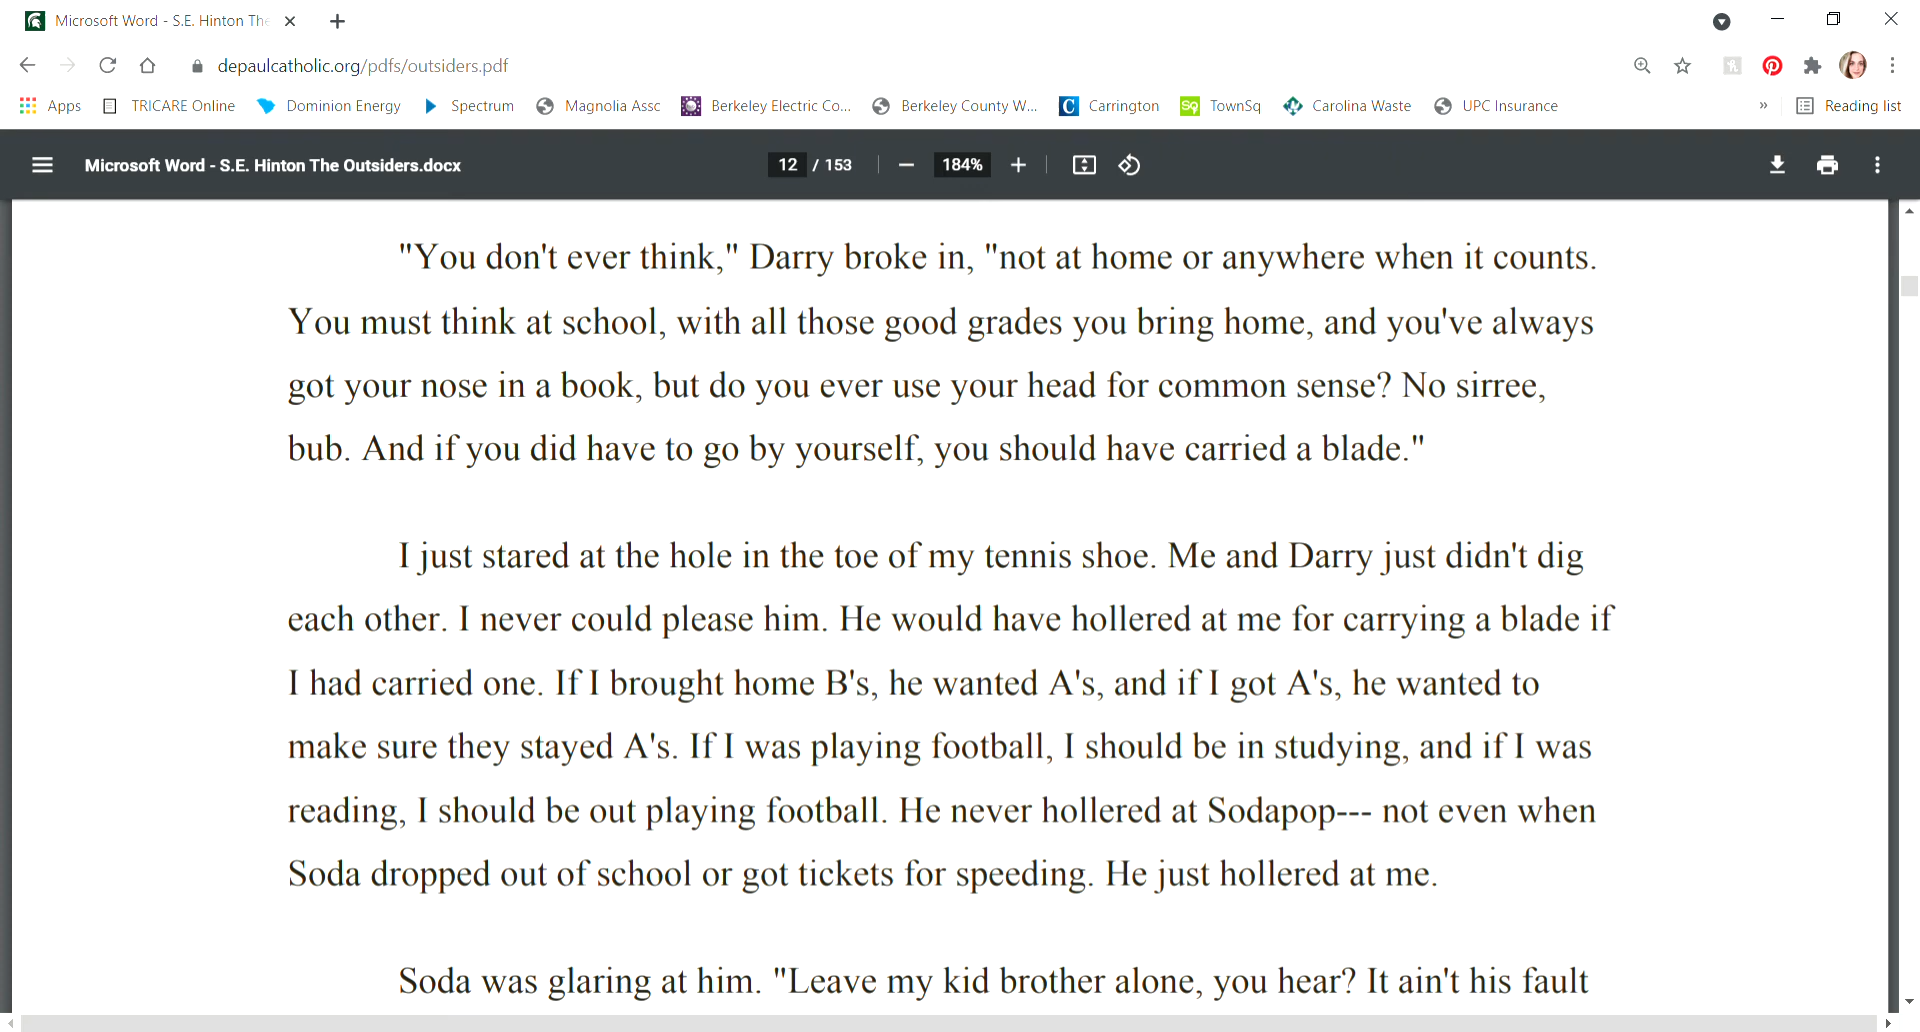 Microsoft Word - S.E. Hinton The
depaulcatholic.org/pdfs/outsiders.pdf
Apps TRICARE Online Dominion Energy Spectrum Magnolia Assc Berkeley Electric Co... Berkeley County W... C Carrington Sq TownSq Carolina Waste UPC Insurance » Reading list
Microsoft Word - S.E. Hinton The Outsiders.docx 12 / 153 184%
"You don't ever think," Darry broke in, "not at home or anywhere when it counts.
You must think at school, with all those good grades you bring home, and you've always
got your nose in a book, but do you ever use your head for common sense? No sirree,
bub. And if you did have to go by yourself, you should have carried a blade."
I just stared at the hole in the toe of my tennis shoe. Me and Darry just didn't dig
each other. I never could please him. He would have hollered at me for carrying a blade if
I had carried one. If I brought home B's, he wanted A's, and if I got A's, he wanted to
make sure they stayed A's. If I was playing football, I should be in studying, and if I was
reading, I should be out playing football. He never hollered at Sodapop--- not even when
Soda dropped out of school or got tickets for speeding. He just hollered at me.
Soda was glaring at him. "Leave my kid brother alone, you hear? It ain't his fault